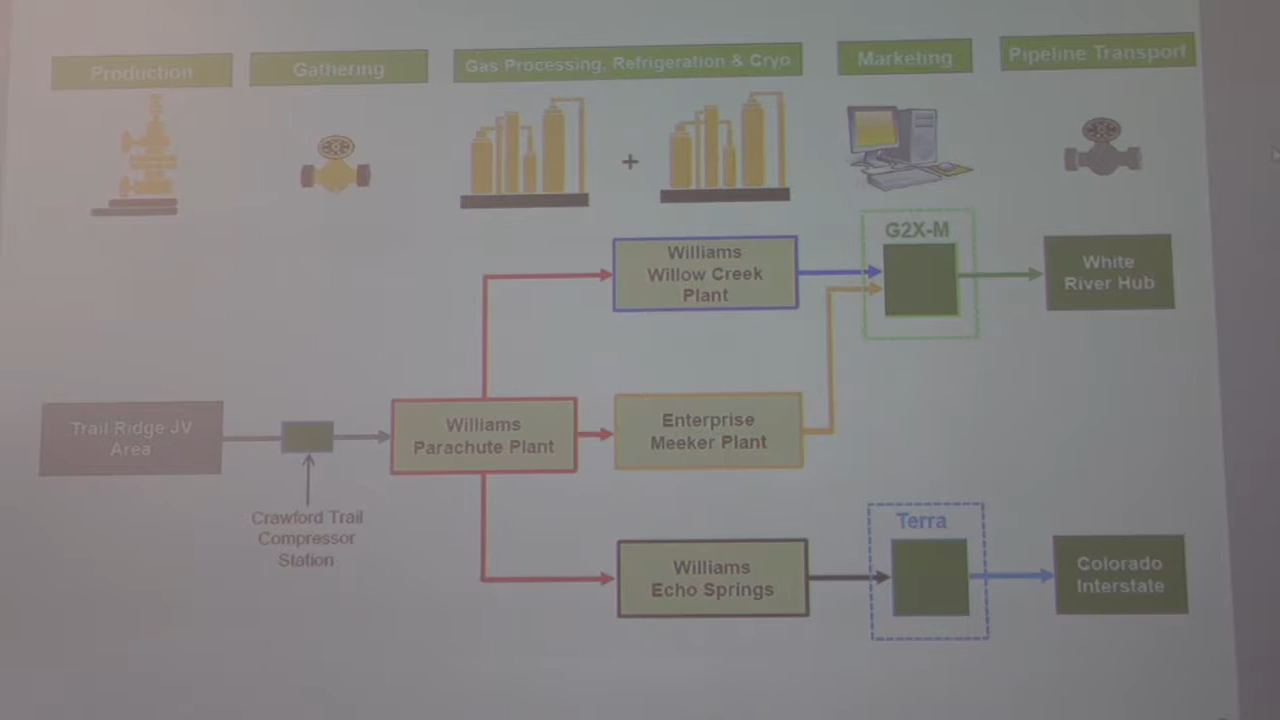 Production
Gathering
Gas Processing, Refrigeration & Cryo
Marketing
Pipeline Transport
+
G2X-M
Williams
Willow Creek
Plant
White
River Hub
Trail Ridge JV
Area
Williams
Parachute Plant
Enterprise
Meeker Plant
Crawford Trail
Compressor
Station
Terra
Williams
Echo Springs
Colorado
Interstate